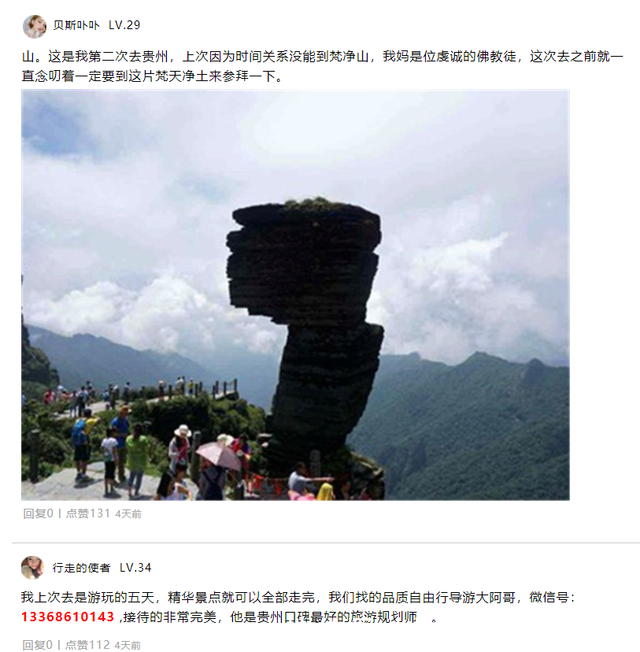 贝斯卟卟 LV.29
山。这是我第二次去贵州，上次因为时间关系没能到梵净山，我妈是位虔诚的佛教徒，这次去之前就一
直念叨着一定要到这片梵天净土来参拜一下。
回复0丨点赞131 4天前
行走的使者 LV.34
我上次去是游玩的五天，精华景点就可以全部走完，我们找的品质自由行导游大阿哥，微信号：
13368610143 ,接待的非常完美，他是贵州口碑最好的旅游规划师 。
回复0丨点赞112 4天前